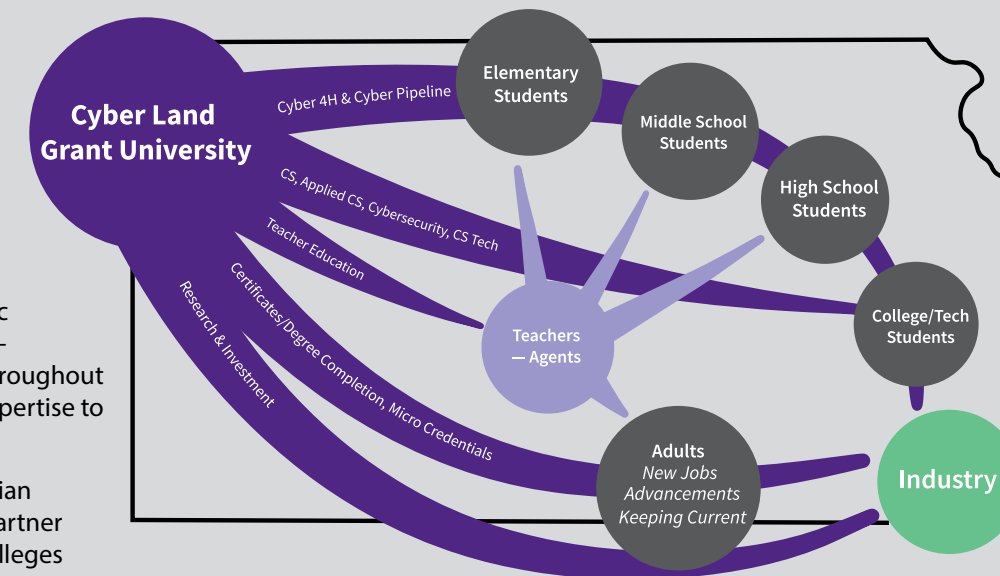 Cyber Land
Grant University
Cyber 4H & Cyber Pipeline
Elementary
Students
Middle School
Students
High School
Students
CS, Applied CS, Cybersecurity, CS Tech
Teacher Education
College/Tech
Students
Teachers
— Agents
Certificates/Degree Completion, Micro Credentials
Research & Investment
Adults
New Jobs
Advancements
Keeping Current
Industry
roughout
pertise to
ian
artner
lleges